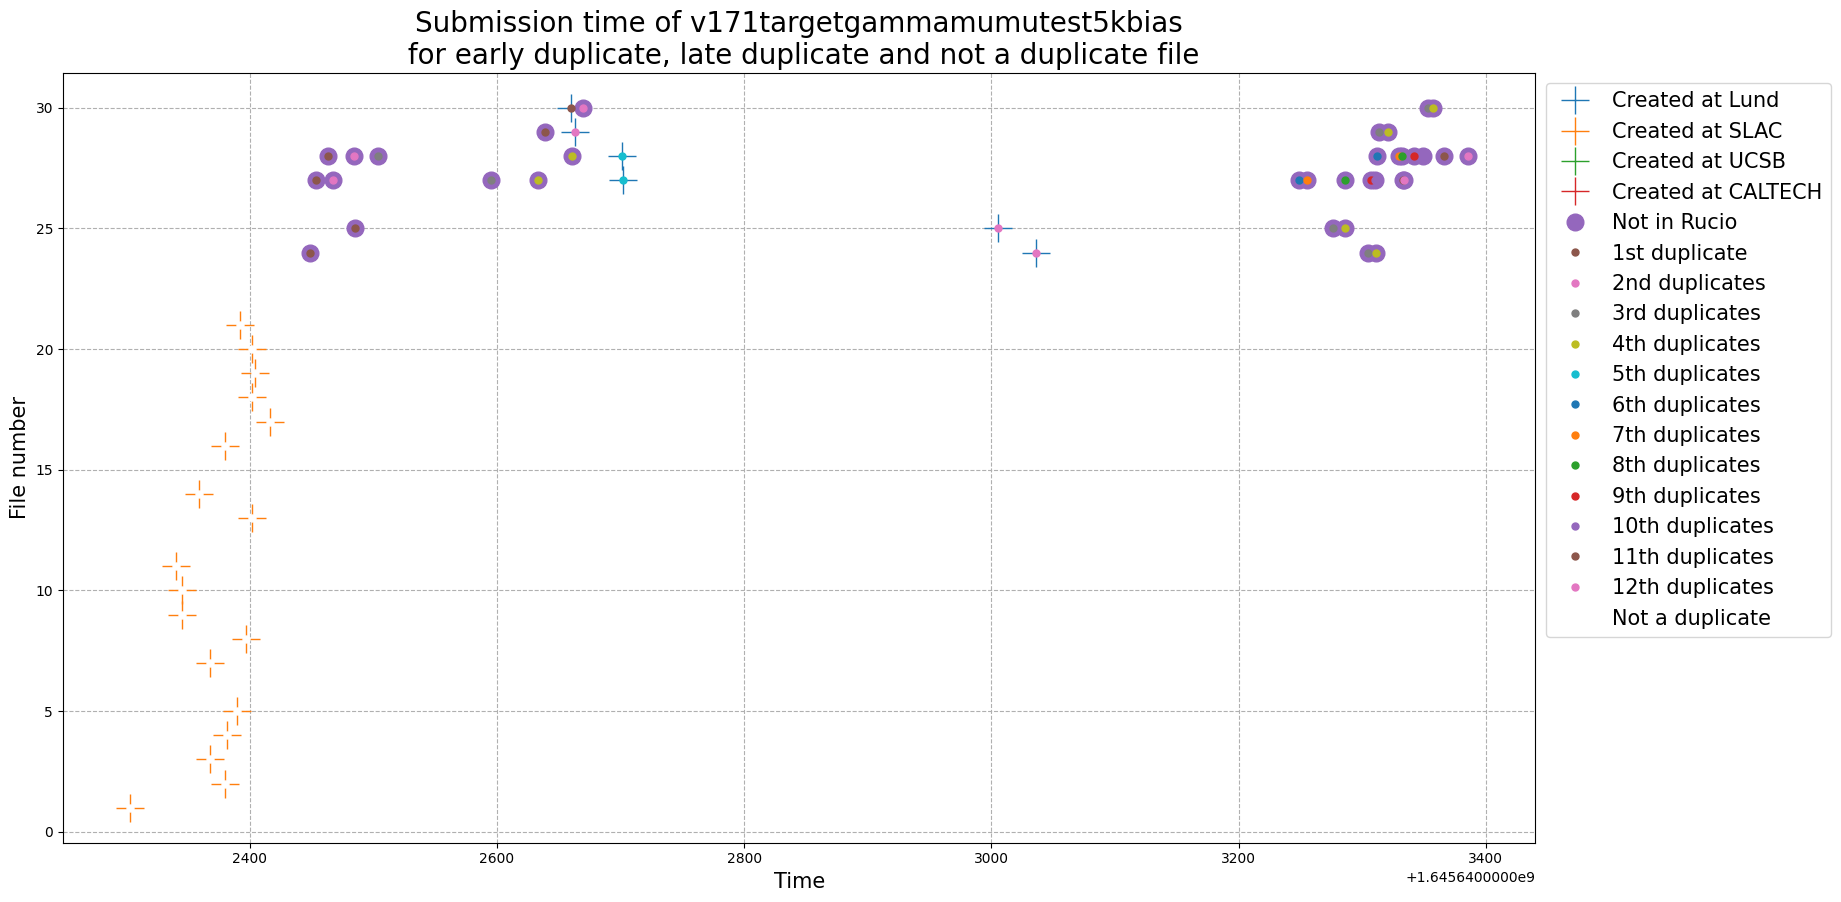 Submission time of v171targetgammamumutest5kbias
for early duplicate, late duplicate and not a duplicate file
File number
30
25
20
15
10
5
0
2400
2600
2800
3000
3200
3400
Time
+1.6456400000e9
Created at Lund
Created at SLAC
Created at UCSB
Created at CALTECH
Not in Rucio
1st duplicate
2nd duplicates
3rd duplicates
4th duplicates
5th duplicates
6th duplicates
7th duplicates
8th duplicates
9th duplicates
10th duplicates
11th duplicates
12th duplicates
Not a duplicate